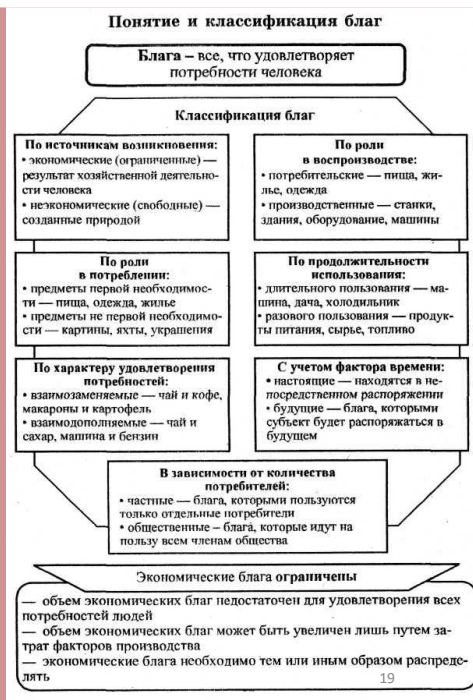 Понятие и классификация благ
Блага – все, что удовлетворяет
потребности человека
Классификация благ
По источникам возникновения:
• экономические (ограниченные) —
результат хозяйственной деятельно-
сти человека
• неэкономические (свободные) —
созданные природой
По роли
в воспроизводстве:
• потребительские — пища, жи-
лье, одежда
• производственные — станки,
здания, оборудование, машины
По роли
в потреблении:
• предметы первой необходимос-
ти — пища, одежда, жилье
• предметы не первой необходимо-
сти — картины, яхты, украшения
По продолжительности
использования:
• длительного пользования — ма-
шина, дача, холодильник
• разового пользования — продук-
ты питания, сырье, топливо
По характеру удовлетворения
потребностей:
• взаимозаменяемые — чай и кофе,
макароны и картофель
• взаимодополняемые — чай и
сахар, машина и бензин
С учетом фактора времени:
• настоящие — находятся в не-
посредственном распоряжении
• будущие — блага, которыми
субъект будет распоряжаться в
будущем
В зависимости от количества
потребителей:
• частные — блага, которыми пользуются
только отдельные потребители
• общественные – блага, которые идут на
пользу всем членам общества
Экономические блага ограничены
— объем экономических благ недостаточен для удовлетворения всех
потребностей людей
— объем экономических благ может быть увеличен лишь путем за-
трат факторов производства
— экономические блага необходимо тем или иным образом распреде-
лять
19